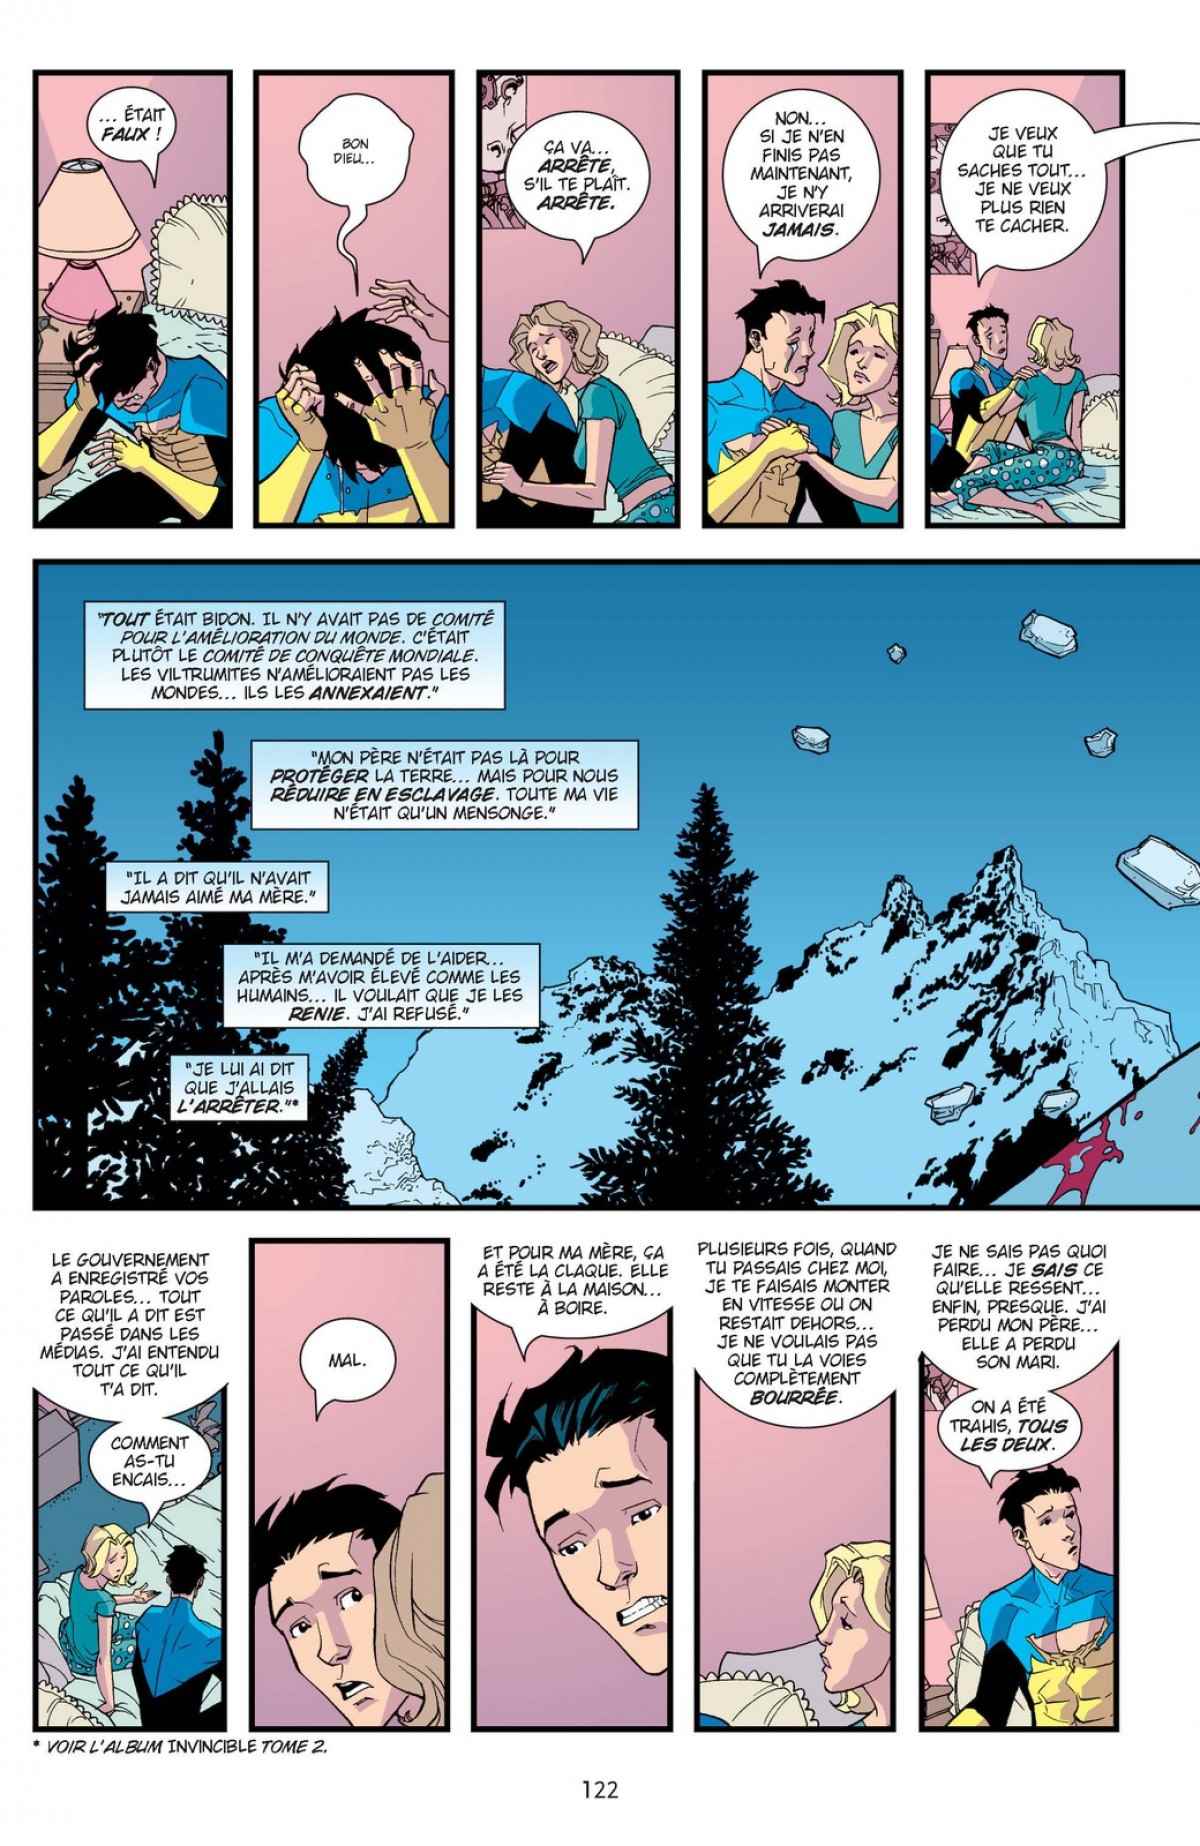 ... ÉTAIT
FAUX !
BON
DIEU...
ÇA VA...
ARRÊTE,
S'IL TE PLAÎT.
ARRÊTE.
NON...
SI JE N'EN
FINIS PAS
MAINTENANT,
JE N'Y
ARRIVERAI
JAMAIS.
JE VEUX
QUE TU
SACHES TOUT...
JE NE VEUX
PLUS RIEN
TE CACHER.
"TOUT ÉTAIT BIDON. IL N'Y AVAIT PAS DE COMITÉ
POUR L'AMÉLIORATION DU MONDE. C'ÉTAIT
PLUTÔT LE COMITÉ DE CONQUÊTE MONDIALE.
LES VILTRUMITES N'AMÉLIORAIENT PAS LES
MONDES... ILS LES ANNEXAIENT."
"MON PÈRE N'ÉTAIT PAS LÀ POUR
PROTÉGER LA TERRE... MAIS POUR NOUS
RÉDUIRE EN ESCLAVAGE. TOUTE MA VIE
N'ÉTAIT QU'UN MENSONGE."
"IL A DIT QU'IL N'AVAIT
JAMAIS AIMÉ MA MÈRE."
"IL M'A DEMANDÉ DE L'AIDER...
APRÈS M'AVOIR ÉLEVÉ COMME LES
HUMAINS... IL VOULAIT QUE JE LES
RENIE. J'AI REFUSÉ."
"JE LUI AI DIT
QUE J'ALLAIS
L'ARRÊTER."*
LE GOUVERNEMENT
A ENREGISTRÉ VOS
PAROLES... TOUT
CE QU'IL A DIT EST
PASSÉ DANS LES
MÉDIAS. J'AI ENTENDU
TOUT CE QU'IL
T'A DIT.
COMMENT
AS-TU
ENCAIS...
MAL.
ET POUR MA MÈRE, ÇA
A ÉTÉ LA CLAQUE. ELLE
RESTE À LA MAISON...
À BOIRE.
PLUSIEURS FOIS, QUAND
TU PASSAIS CHEZ MOI,
JE TE FAISAIS MONTER
EN VITESSE OU ON
RESTAIT DEHORS...
JE NE VOULAIS PAS
QUE TU LA VOIES
COMPLÈTEMENT
BOURRÉE.
JE NE SAIS PAS QUOI
FAIRE... JE SAIS CE
QU'ELLE RESSENT...
ENFIN, PRESQUE. J'AI
PERDU MON PÈRE...
ELLE A PERDU
SON MARI.
ON A ÉTÉ
TRAHIS, TOUS
LES DEUX.
* VOIR L'ALBUM INVINCIBLE TOME 2.
122